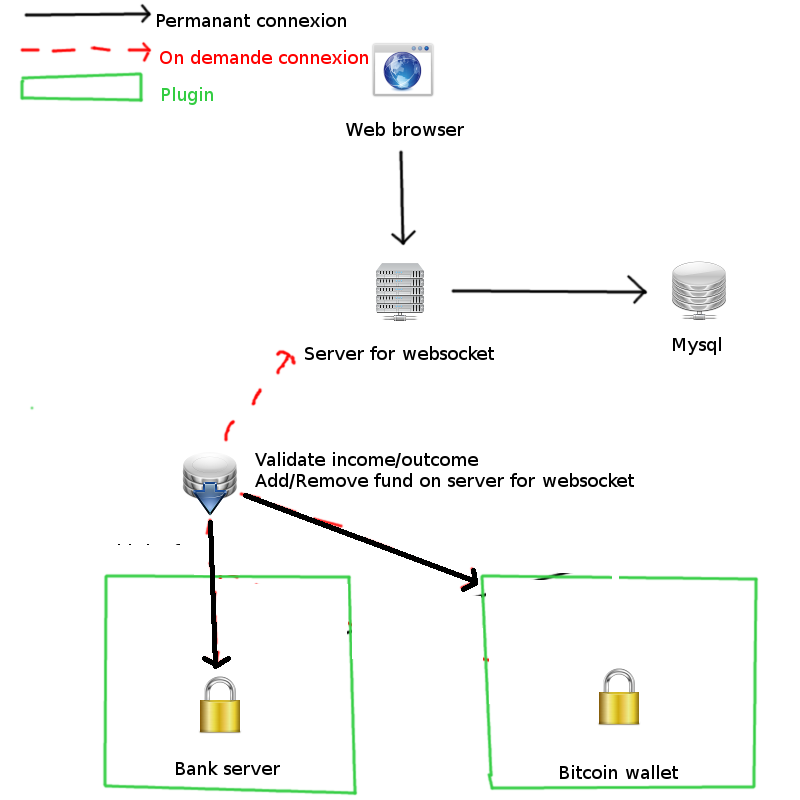 Permanant connexion
On demande connexion
Plugin
Web browser
Server for websocket
Mysql
Validate income/outcome
Add/Remove fund on server for websocket
Bank server
Bitcoin wallet